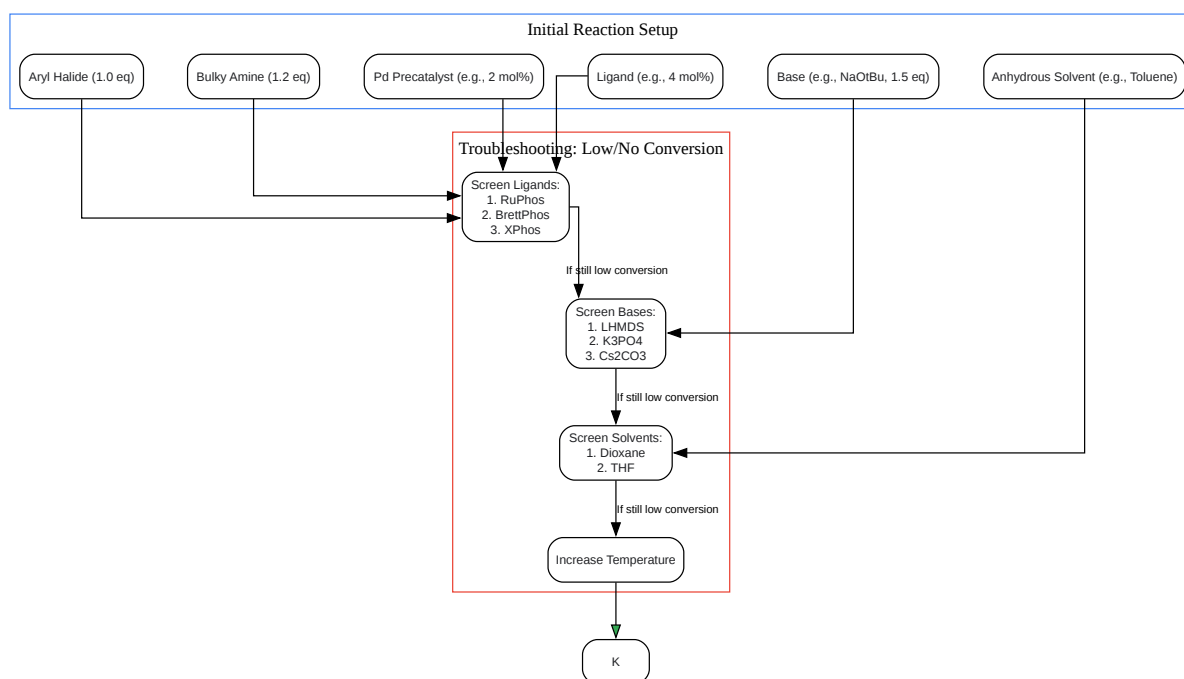 Initial Reaction Setup
Aryl Halide (1.0 eq)
Bulky Amine (1.2 eq)
Pd Precatalyst (e.g., 2 mol%)
Ligand (e.g., 4 mol%)
Base (e.g., NaOtBu, 1.5 eq)
Anhydrous Solvent (e.g., Toluene)
Troubleshooting: Low/No Conversion
Screen Ligands:
1. RuPhos
2. BrettPhos
3. XPhos
If still low conversion
Screen Bases:
1. LHMDS
2. K3PO4
3. Cs2CO3
If still low conversion
Screen Solvents:
1. Dioxane
2. THF
If still low conversion
Increase Temperature
K